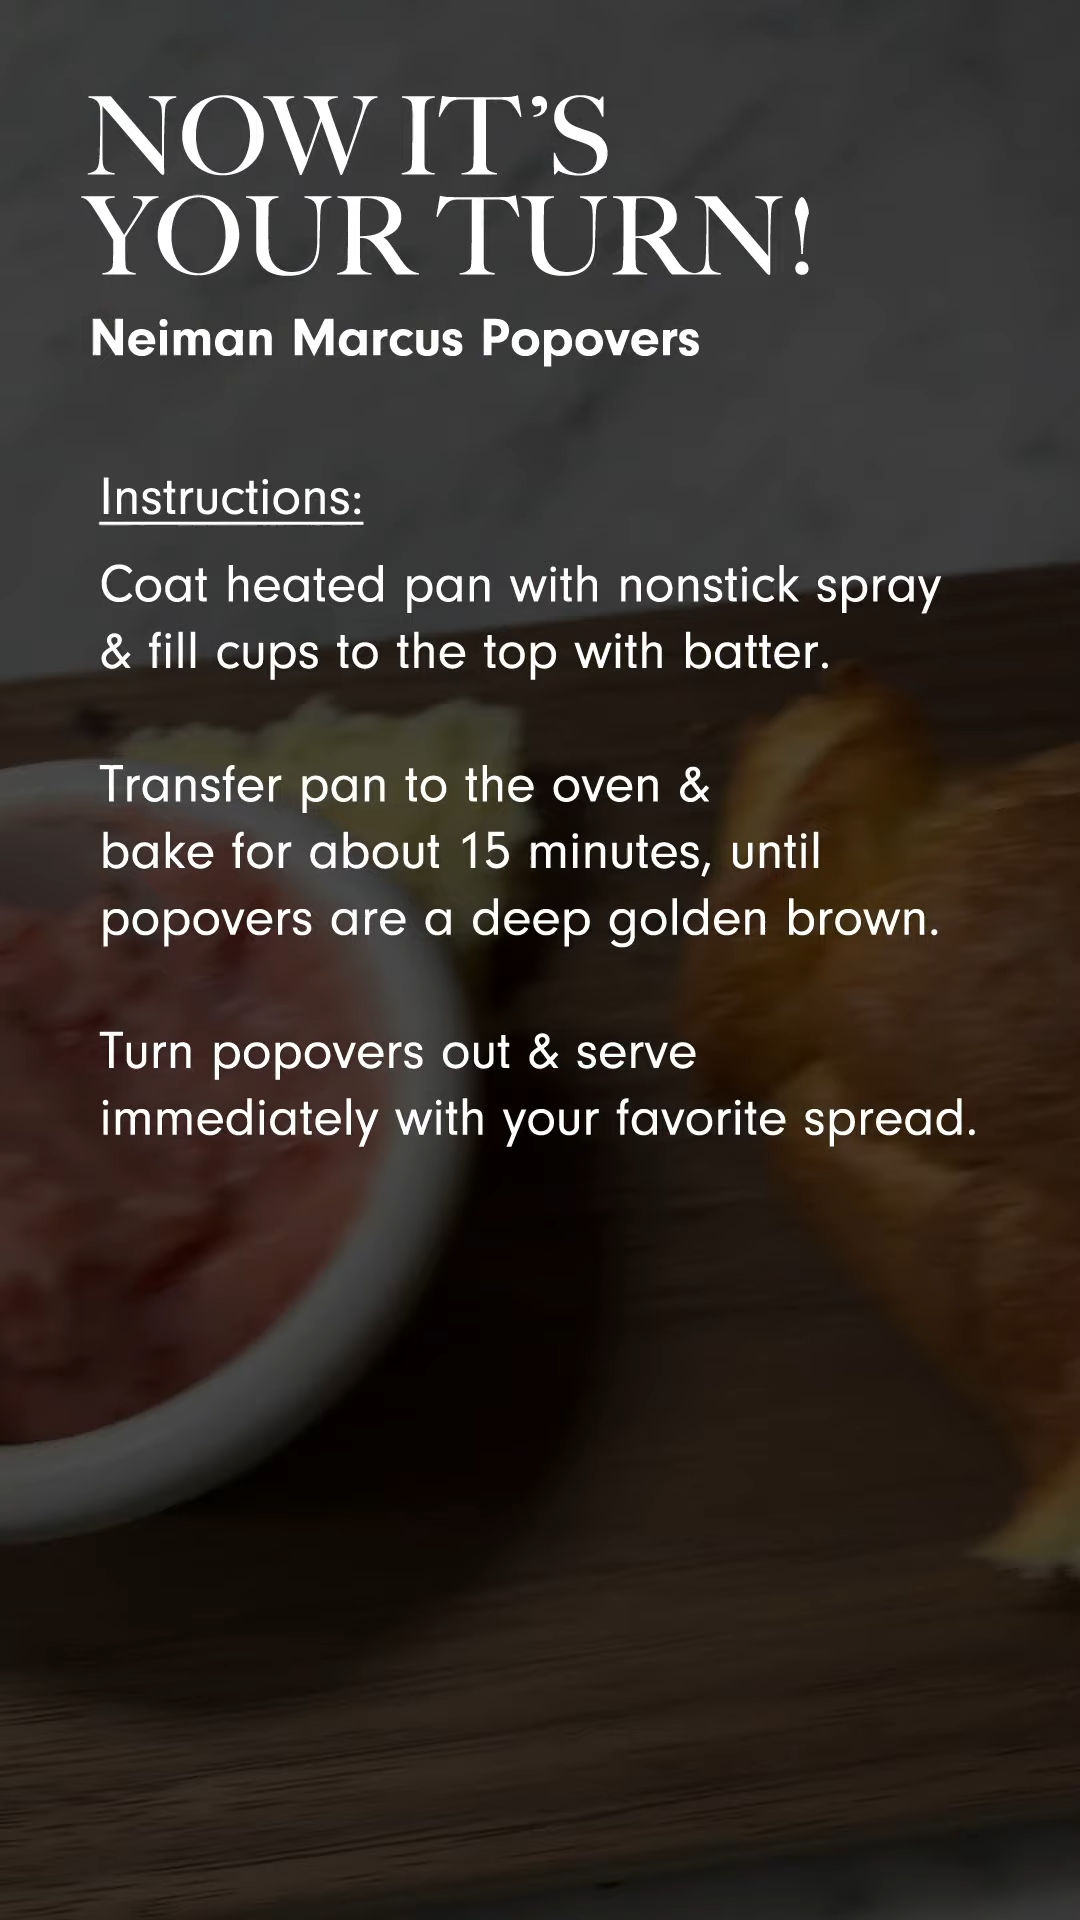 NOW IT'S
YOUR TURN!
Neiman Marcus Popovers
Instructions:
Coat heated pan with nonstick spray
& fill cups to the top with batter.
Transfer pan to the oven &
bake for about 15 minutes, until
popovers are a deep golden brown.
Turn popovers out & serve
immediately with your favorite spread.